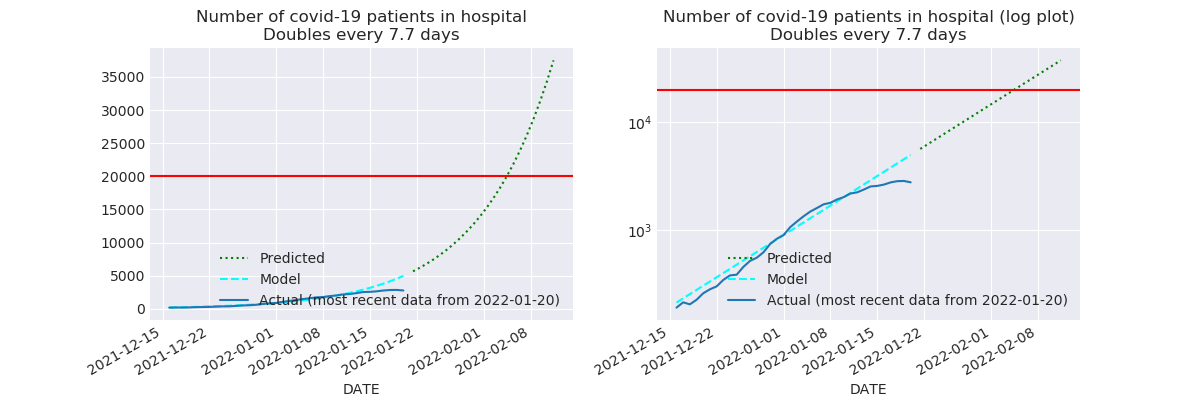 Number of covid-19 patients in hospital
Doubles every 7.7 days
35000
30000
25000
20000
15000
10000
5000
0
Predicted
Model
Actual (most recent data from 2022-01-20)
2021-12-15
2021-12-22
2022-01-01
2022-01-08
2022-01-15
2022-01-22
2022-02-01
2022-02-08
DATE
Number of covid-19 patients in hospital (log plot)
Doubles every 7.7 days
10⁴
10³
Predicted
Model
Actual (most recent data from 2022-01-20)
2021-12-15
2021-12-22
2022-01-01
2022-01-08
2022-01-15
2022-01-22
2022-02-01
2022-02-08
DATE